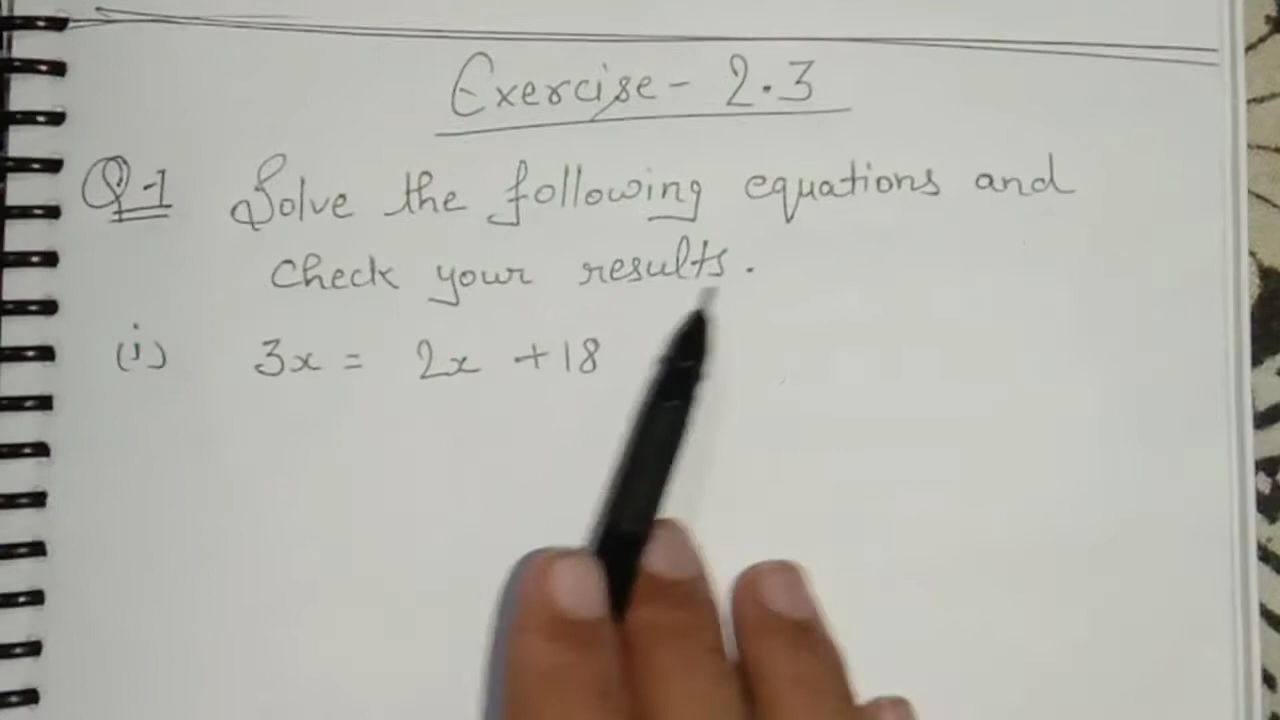 Exercise - 2.3
Q-1 Solve the following equations and
check your results.
(i) 3x = 2x + 18